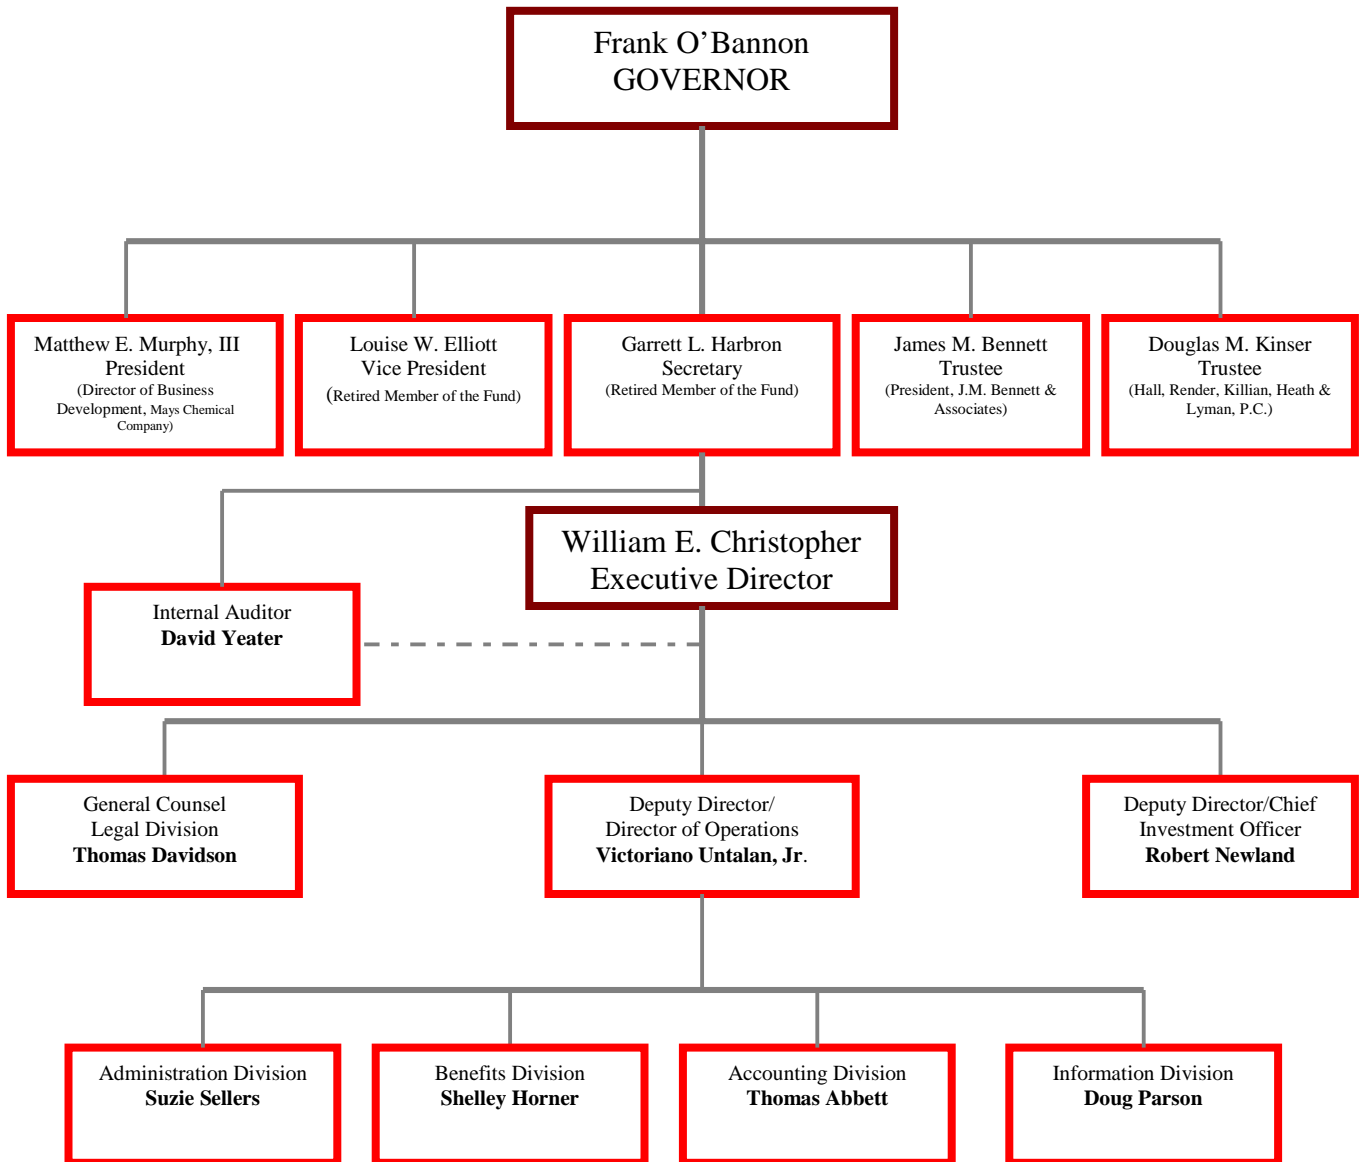 Frank O’Bannon
GOVERNOR
Matthew E. Murphy, III
President
(Director of Business
Development, Mays Chemical
Company)
Louise W. Elliott
Vice President
(Retired Member of the Fund)
Garrett L. Harbron
Secretary
(Retired Member of the Fund)
James M. Bennett
Trustee
(President, J.M. Bennett &
Associates)
Douglas M. Kinser
Trustee
(Hall, Render, Killian, Heath &
Lyman, P.C.)
William E. Christopher
Executive Director
Internal Auditor
David Yeater
General Counsel
Legal Division
Thomas Davidson
Deputy Director/
Director of Operations
Victoriano Untalan, Jr.
Deputy Director/Chief
Investment Officer
Robert Newland
Administration Division
Suzie Sellers
Benefits Division
Shelley Horner
Accounting Division
Thomas Abbett
Information Division
Doug Parson